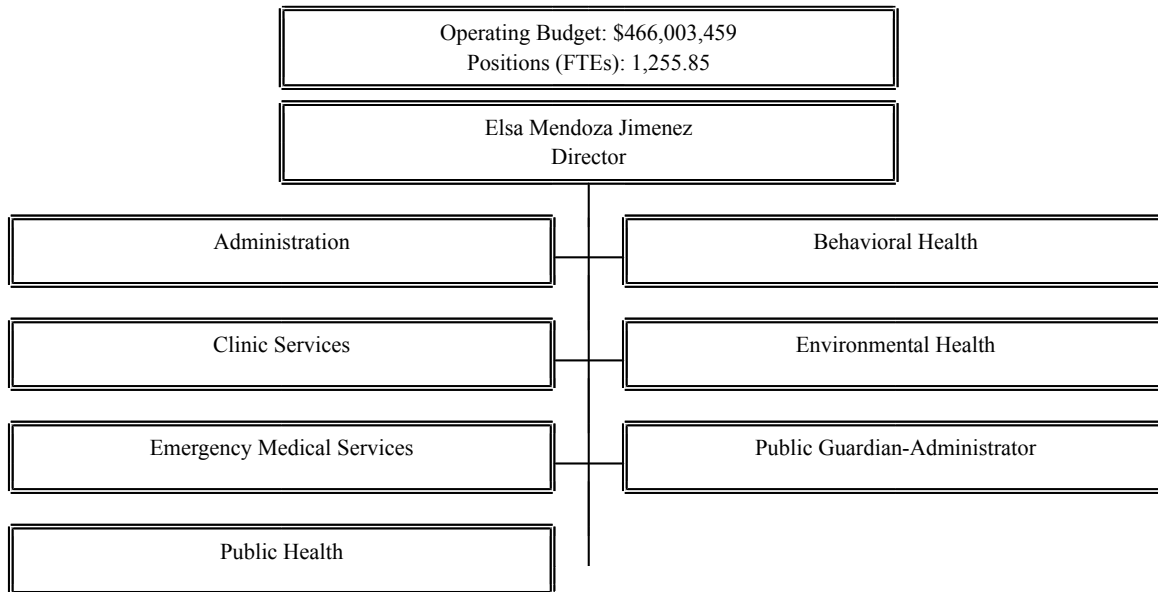 Operating Budget: $466,003,459
Positions (FTEs): 1,255.85
Elsa Mendoza Jimenez
Director
Administration
Behavioral Health
Clinic Services
Environmental Health
Emergency Medical Services
Public Guardian-Administrator
Public Health